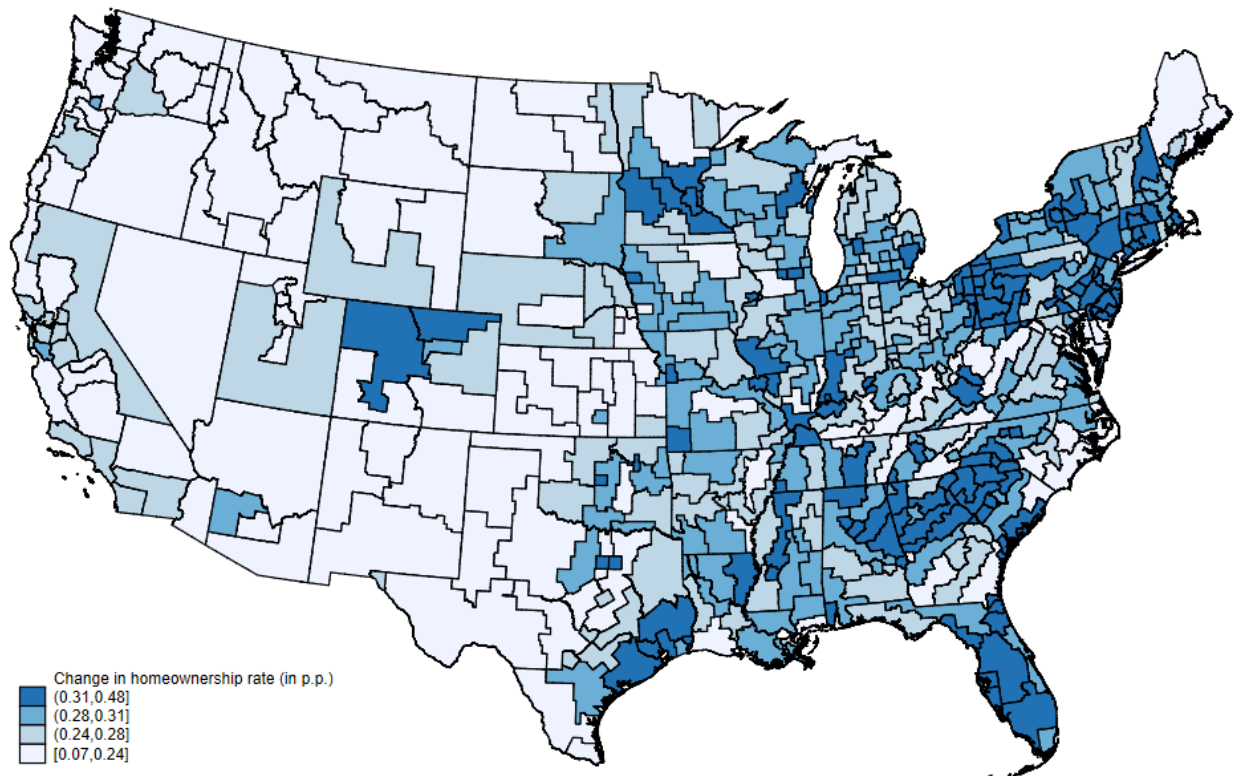 Change in homeownership rate (in p.p.)
(0.31,0.48]
(0.28,0.31]
(0.24,0.28]
[0.07,0.24]